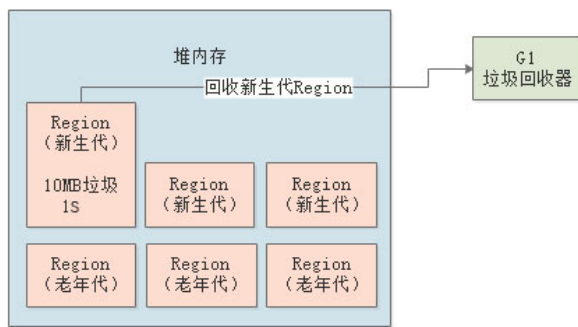 堆内存
G1
垃圾回收器
回收新生代Region
Region
(新生代)
10MB垃圾
1S
Region
(新生代)
Region
(新生代)
Region
(老年代)
Region
(老年代)
Region
(老年代)